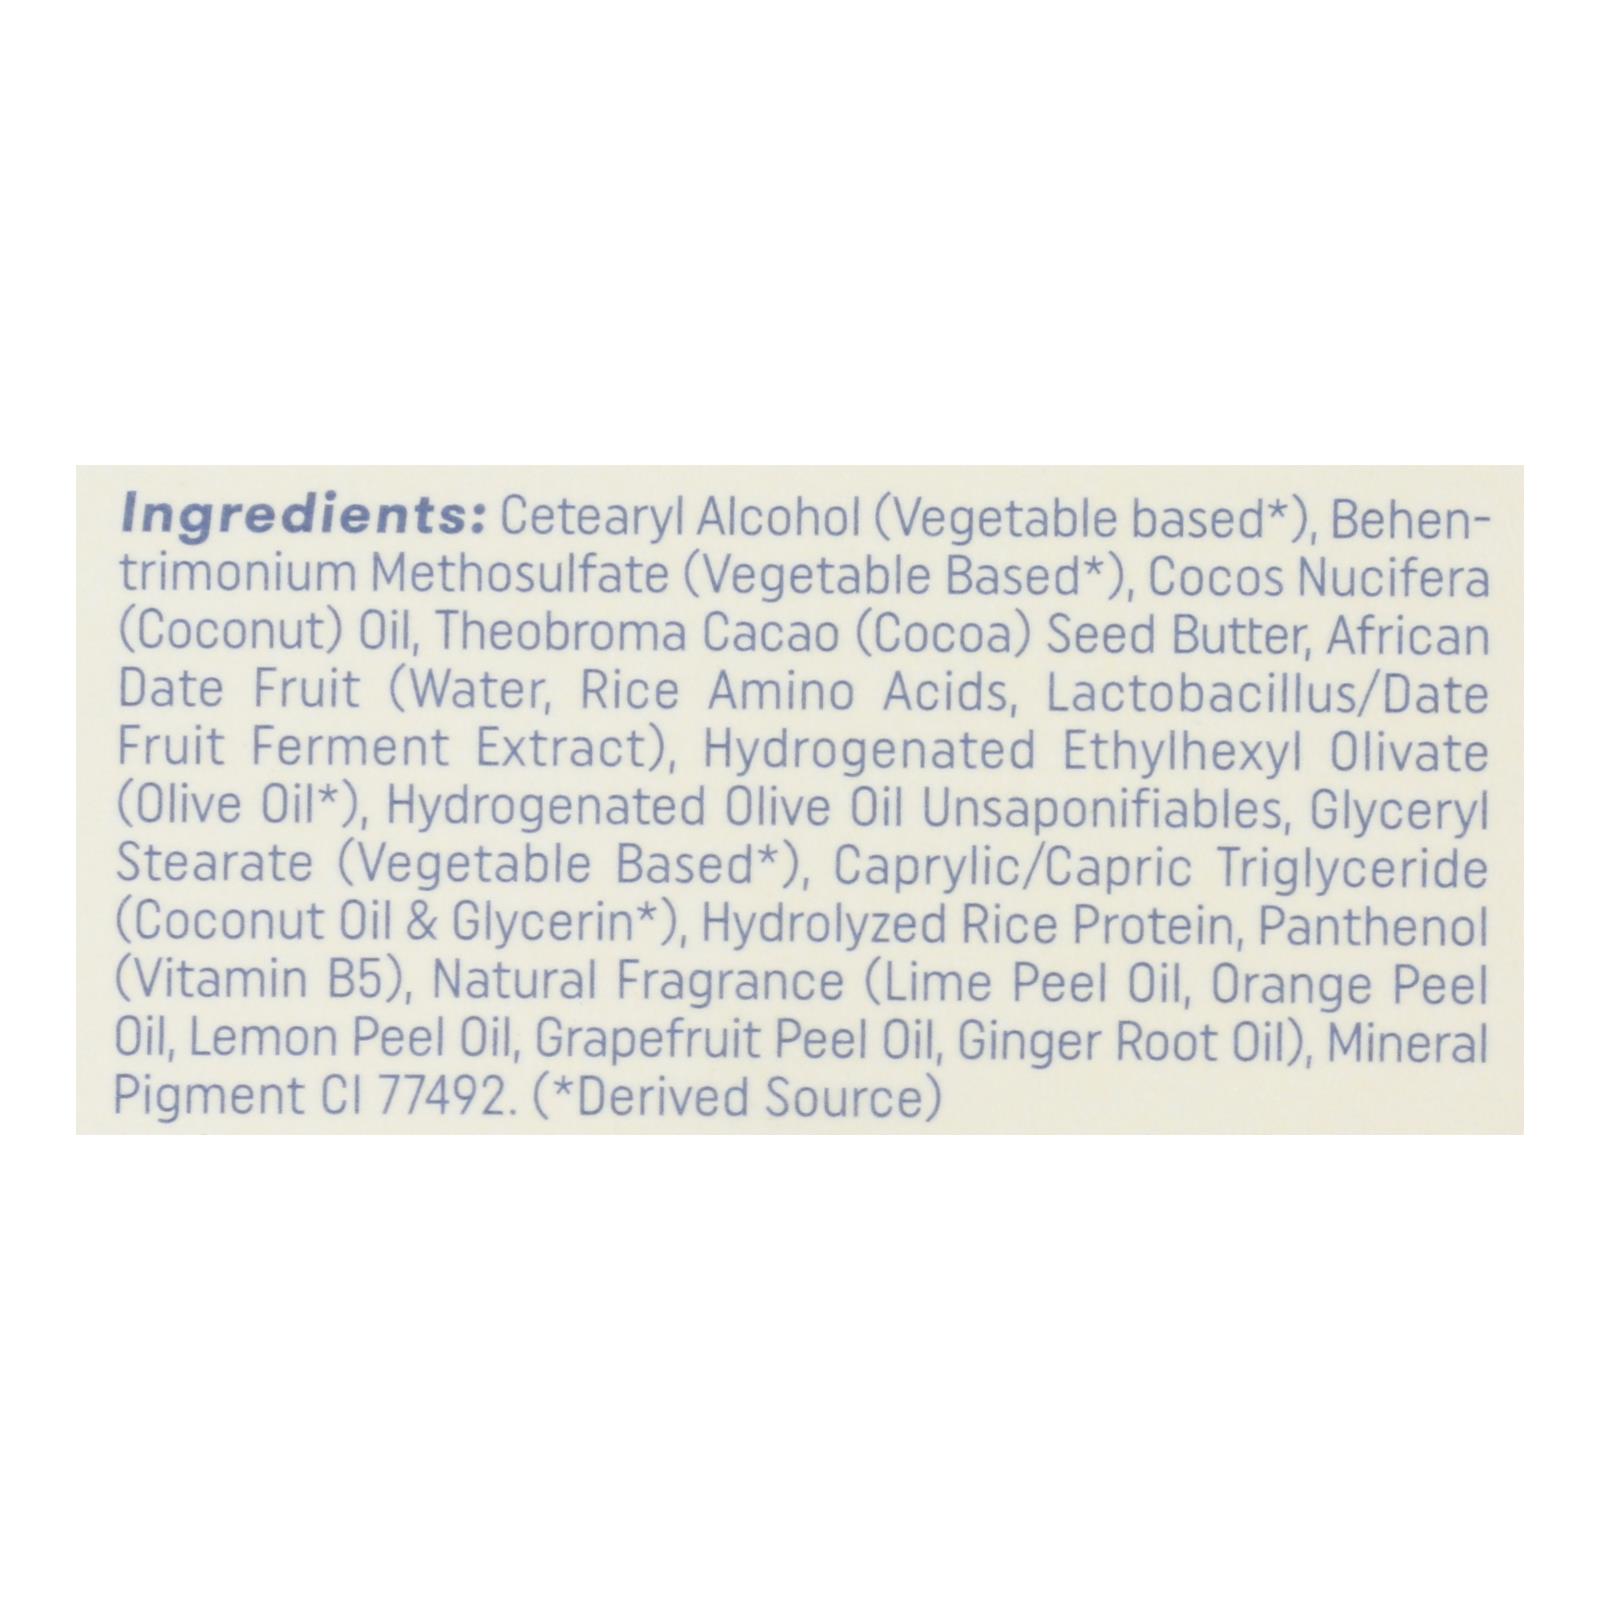 Ingredients: Cetearyl Alcohol (Vegetable based*), Behen-
trimonium Methosulfate (Vegetable Based*), Cocos Nucifera
(Coconut) Oil, Theobroma Cacao (Cocoa) Seed Butter, African
Date Fruit (Water, Rice Amino Acids, Lactobacillus/Date
Fruit Ferment Extract), Hydrogenated Ethylhexyl Olivate
(Olive Oil*), Hydrogenated Olive Oil Unsaponifiables, Glyceryl
Stearate (Vegetable Based*), Caprylic/Capric Triglyceride
(Coconut Oil & Glycerin*), Hydrolyzed Rice Protein, Panthenol
(Vitamin B5), Natural Fragrance (Lime Peel Oil, Orange Peel
Oil, Lemon Peel Oil, Grapefruit Peel Oil, Ginger Root Oil), Mineral
Pigment CI 77492. (*Derived Source)